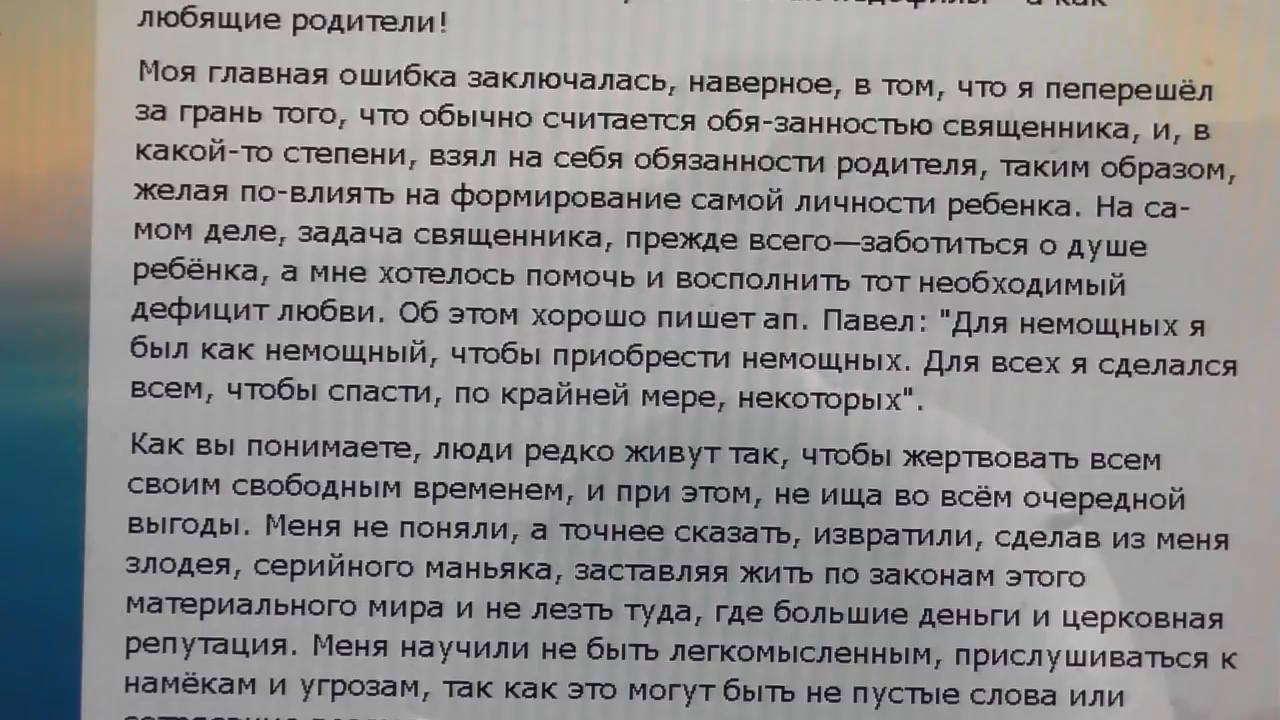 а как
любящие родители!
Моя главная ошибка заключалась, наверное, в том, что я пеперешёл
за грань того, что обычно считается обя-занностью священника, и, в
какой-то степени, взял на себя обязанности родителя, таким образом,
желая по-влиять на формирование самой личности ребенка. На са-
мом деле, задача священника, прежде всего—заботиться о душе
ребёнка, а мне хотелось помочь и восполнить тот необходимый
дефицит любви. Об этом хорошо пишет ап. Павел: "Для немощных я
был как немощный, чтобы приобрести немощных. Для всех я сделался
всем, чтобы спасти, по крайней мере, некоторых".
Как вы понимаете, люди редко живут так, чтобы жертвовать всем
своим свободным временем, и при этом, не ища во всём очередной
выгоды. Меня не поняли, а точнее сказать, извратили, сделав из меня
злодея, серийного маньяка, заставляя жить по законам этого
материального мира и не лезть туда, где большие деньги и церковная
репутация. Меня научили не быть легкомысленным, прислушиваться к
намёкам и угрозам, так как это могут быть не пустые слова или